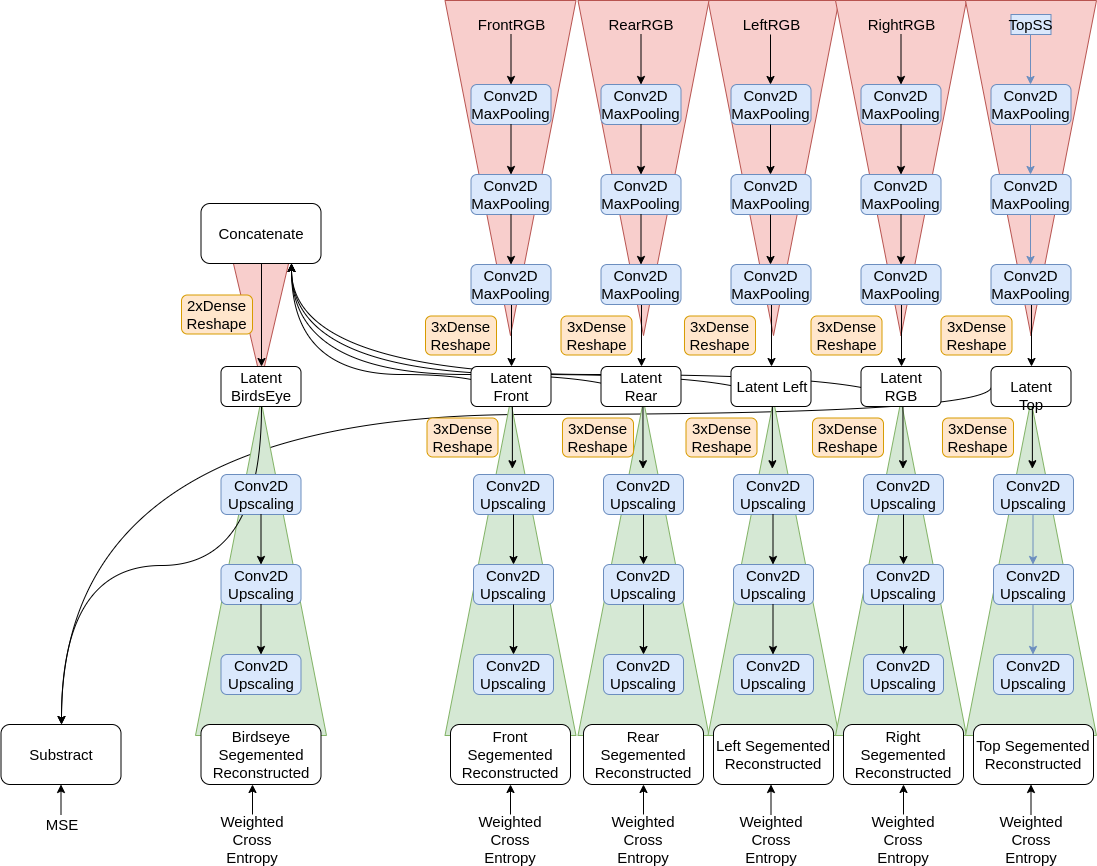 FrontRGB
RearRGB
LeftRGB
RightRGB
TopSS
Conv2D
MaxPooling
Conv2D
MaxPooling
Conv2D
MaxPooling
Conv2D
MaxPooling
Conv2D
MaxPooling
Conv2D
MaxPooling
Conv2D
MaxPooling
Conv2D
MaxPooling
Conv2D
MaxPooling
Conv2D
MaxPooling
Concatenate
Conv2D
MaxPooling
Conv2D
MaxPooling
Conv2D
MaxPooling
Conv2D
MaxPooling
Conv2D
MaxPooling
2xDense
Reshape
3xDense
Reshape
3xDense
Reshape
3xDense
Reshape
3xDense
Reshape
3xDense
Reshape
Latent
BirdsEye
Latent
Front
Latent
Rear
Latent Left
Latent
RGB
Latent
Top
3xDense
Reshape
3xDense
Reshape
3xDense
Reshape
3xDense
Reshape
3xDense
Reshape
Conv2D
Upscaling
Conv2D
Upscaling
Conv2D
Upscaling
Conv2D
Upscaling
Conv2D
Upscaling
Conv2D
Upscaling
Conv2D
Upscaling
Conv2D
Upscaling
Conv2D
Upscaling
Conv2D
Upscaling
Conv2D
Upscaling
Conv2D
Upscaling
Conv2D
Upscaling
Conv2D
Upscaling
Conv2D
Upscaling
Conv2D
Upscaling
Conv2D
Upscaling
Conv2D
Upscaling
Substract
Birdseye
Segemented
Reconstructed
Front
Segemented
Reconstructed
Rear
Segemented
Reconstructed
Left Segemented
Reconstructed
Right
Segemented
Reconstructed
Top Segemented
Reconstructed
MSE
Weighted
Cross
Entropy
Weighted
Cross
Entropy
Weighted
Cross
Entropy
Weighted
Cross
Entropy
Weighted
Cross
Entropy
Weighted
Cross
Entropy